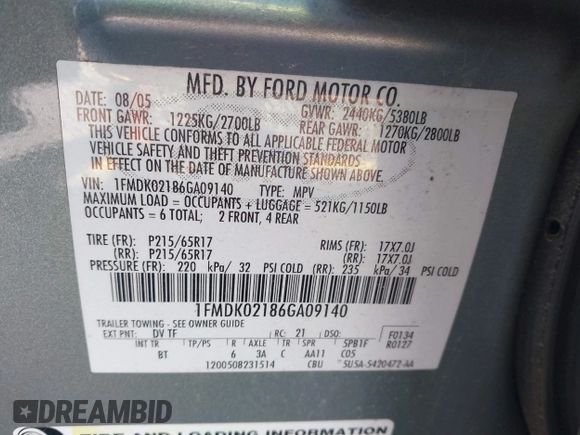 MFD. BY FORD MOTOR CO.
DATE: 08/05 GVWR: 2440KG/5380LB
FRONT GAWR: 1225KG/2700LB REAR GAWR: 1270KG/2800LB
THIS VEHICLE CONFORMS TO ALL APPLICABLE FEDERAL MOTOR
VEHICLE SAFETY AND THEFT PREVENTION STANDARDS
IN EFFECT ON THE DATE OF MANUFACTURE SHOWN ABOVE.
VIN: 1FMDK02186GA09140 TYPE: MPV
MAXIMUM LOAD = OCCUPANTS + LUGGAGE = 521KG/1150LB
OCCUPANTS = 6 TOTAL; 2 FRONT, 4 REAR
TIRE (FR): P215/65R17 RIMS (FR): 17X7.0J
(RR): P215/65R17 (RR): 17X7.0J
PRESSURE (FR): 220 kPa/ 32 PSI COLD (RR): 235 kPa/ 34 PSI COLD
1FMDK02186GA09140
TRAILER TOWING - SEE OWNER GUIDE
EXT PNT: DV TF RC: 21 DSO: F0134
INT TR TP/PS R AXLE TR SPR 5PB1F R0127
BT 6 3A C AA11 C05
1200508231514 CBU 5U5A-5420472-AA
DREAMBID
TIRE AND LOADING INFORMATION